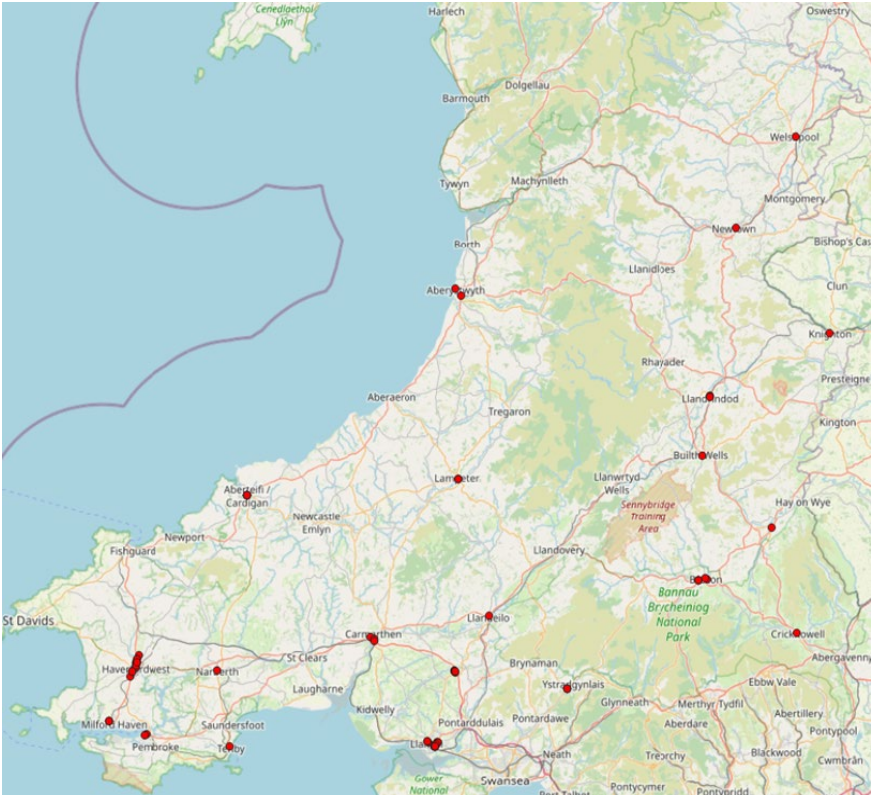 Cenedlaethol
Llŷn
Harlech
Oswestry
Dolgellau
Barmouth
Welshpool
Tywyn
Machynlleth
Montgomery
Newtown
Borth
Bishop's Cas
Llanidloes
Aberystwyth
Clun
Knighton
Rhayader
Presteigne
Aberaeron
Llandrindod
Tregaron
Kington
Builth Wells
Lampeter
Llanwrtyd
Wells
Aberteifi /
Cardigan
Hay on Wye
Sennybridge
Training
Area
Newcastle
Emlyn
Newport
Fishguard
Llandovery
Brecon
Bannau
Brycheiniog
National
Park
St Davids
Llandeilo
Carmarthen
Crickhowell
St Clears
Abergavenny
Haverfordwest
Narberth
Brynaman
Laugharne
Ystradgynlais
Ebbw Vale
Kidwelly
Glynneath
Merthyr Tydfil
Abertillery
Milford Haven
Saundersfoot
Pontarddulais
Pontardawe
Aberdare
Pontypool
Pembroke
Tenby
Neath
Treorchy
Blackwood
Cwmbrân
Gower
National
Swansea
Pontycymer
Port Talbot
Pontypridd